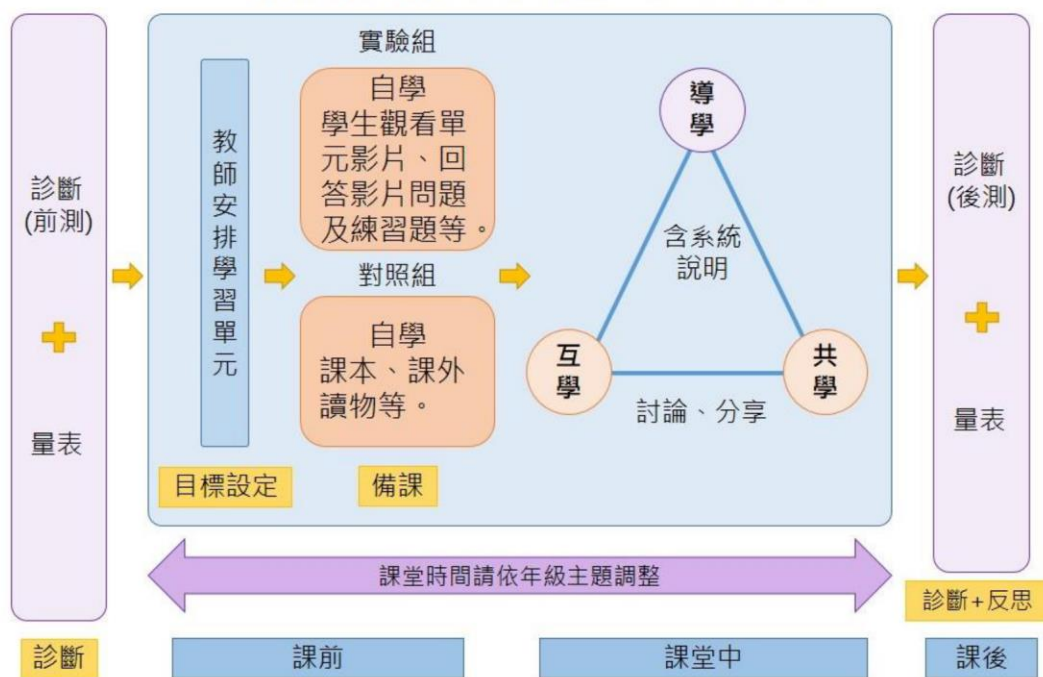 診斷
(前測)
量表
診斷
教師安排學習單元
目標設定
實驗組
自學
學生觀看單
元影片、回
答影片問題
及練習題等。
對照組
自學
課本、課外
讀物等。
備課
導學
含系統
說明
互學
共學
討論、分享
課堂時間請依年級主題調整
課前
課堂中
診斷
(後測)
量表
診斷+反思
課後